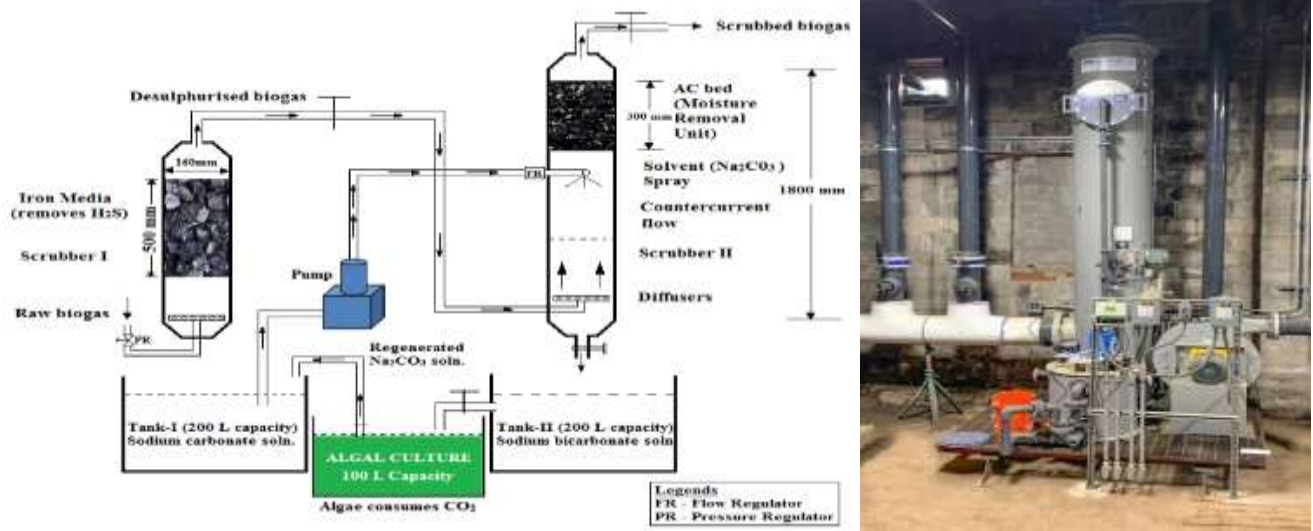 Scrubbed biogas
Desulphurised biogas
AC bed
(Moisture
Removal
Unit)
300 mm
160mm
Iron Media
(removes H₂S)
500 mm
Scrubber I
Solvent (Na₂CO₃)
Spray
FR
1800 mm
Countercurrent
flow
Scrubber II
Pump
Diffusers
Raw biogas
PR
Regenerated
Na₂CO₃ soln.
Tank-I (200 L capacity)
Sodium carbonate soln.
Tank-II (200 L capacity)
Sodium bicarbonate soln
ALGAL CULTURE
100 L Capacity
Algae consumes CO₂
Legends
FR - Flow Regulator
PR - Pressure Regulator